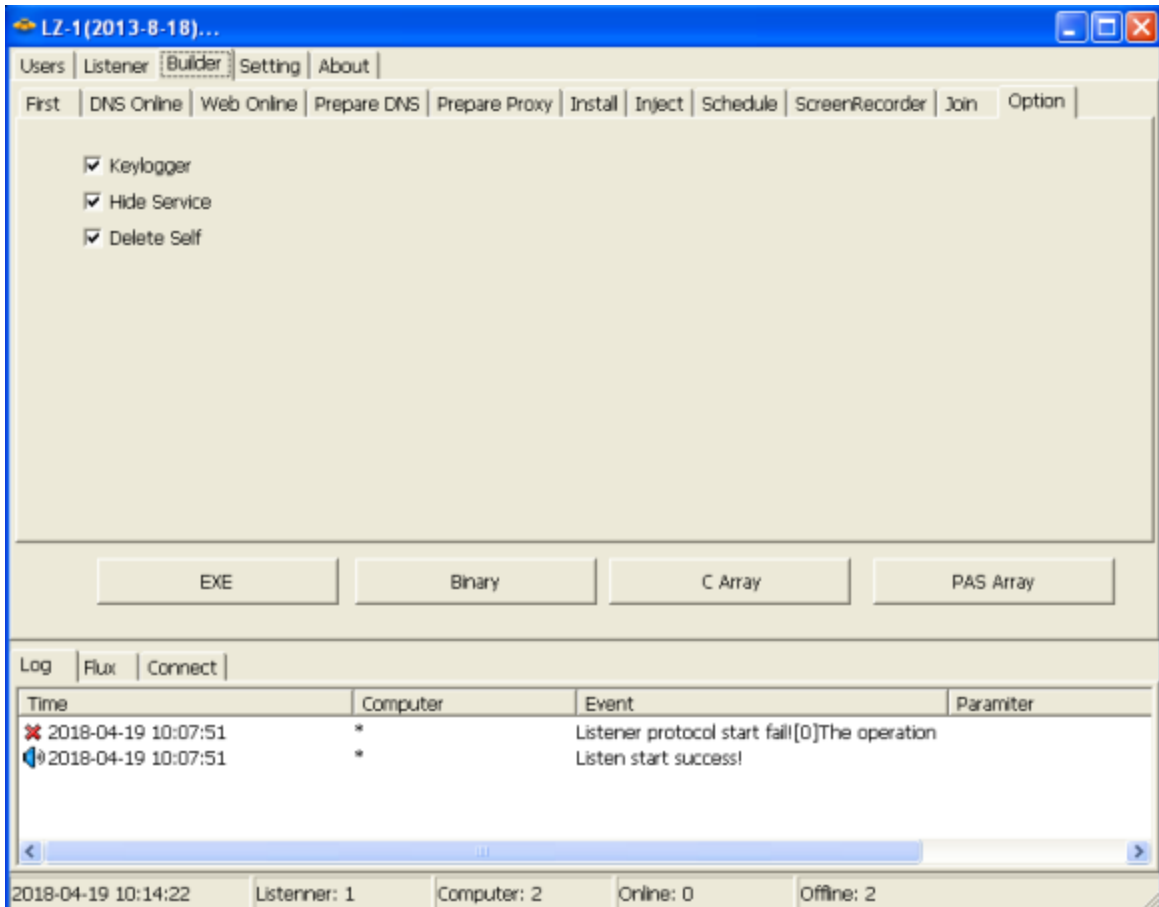 LZ-1(2013-8-18)...
Users Listener Builder Setting About
First DNS Online Web Online Prepare DNS Prepare Proxy Install Inject Schedule ScreenRecorder Join Option
Keylogger
Hide Service
Delete Self
EXE Binary C Array PAS Array
Log Flux Connect
Time Computer Event Paramiter
2018-04-19 10:07:51 * Listener protocol start fail![0]The operation
2018-04-19 10:07:51 * Listen start success!
2018-04-19 10:14:22 Listenner: 1 Computer: 2 Online: 0 Offline: 2